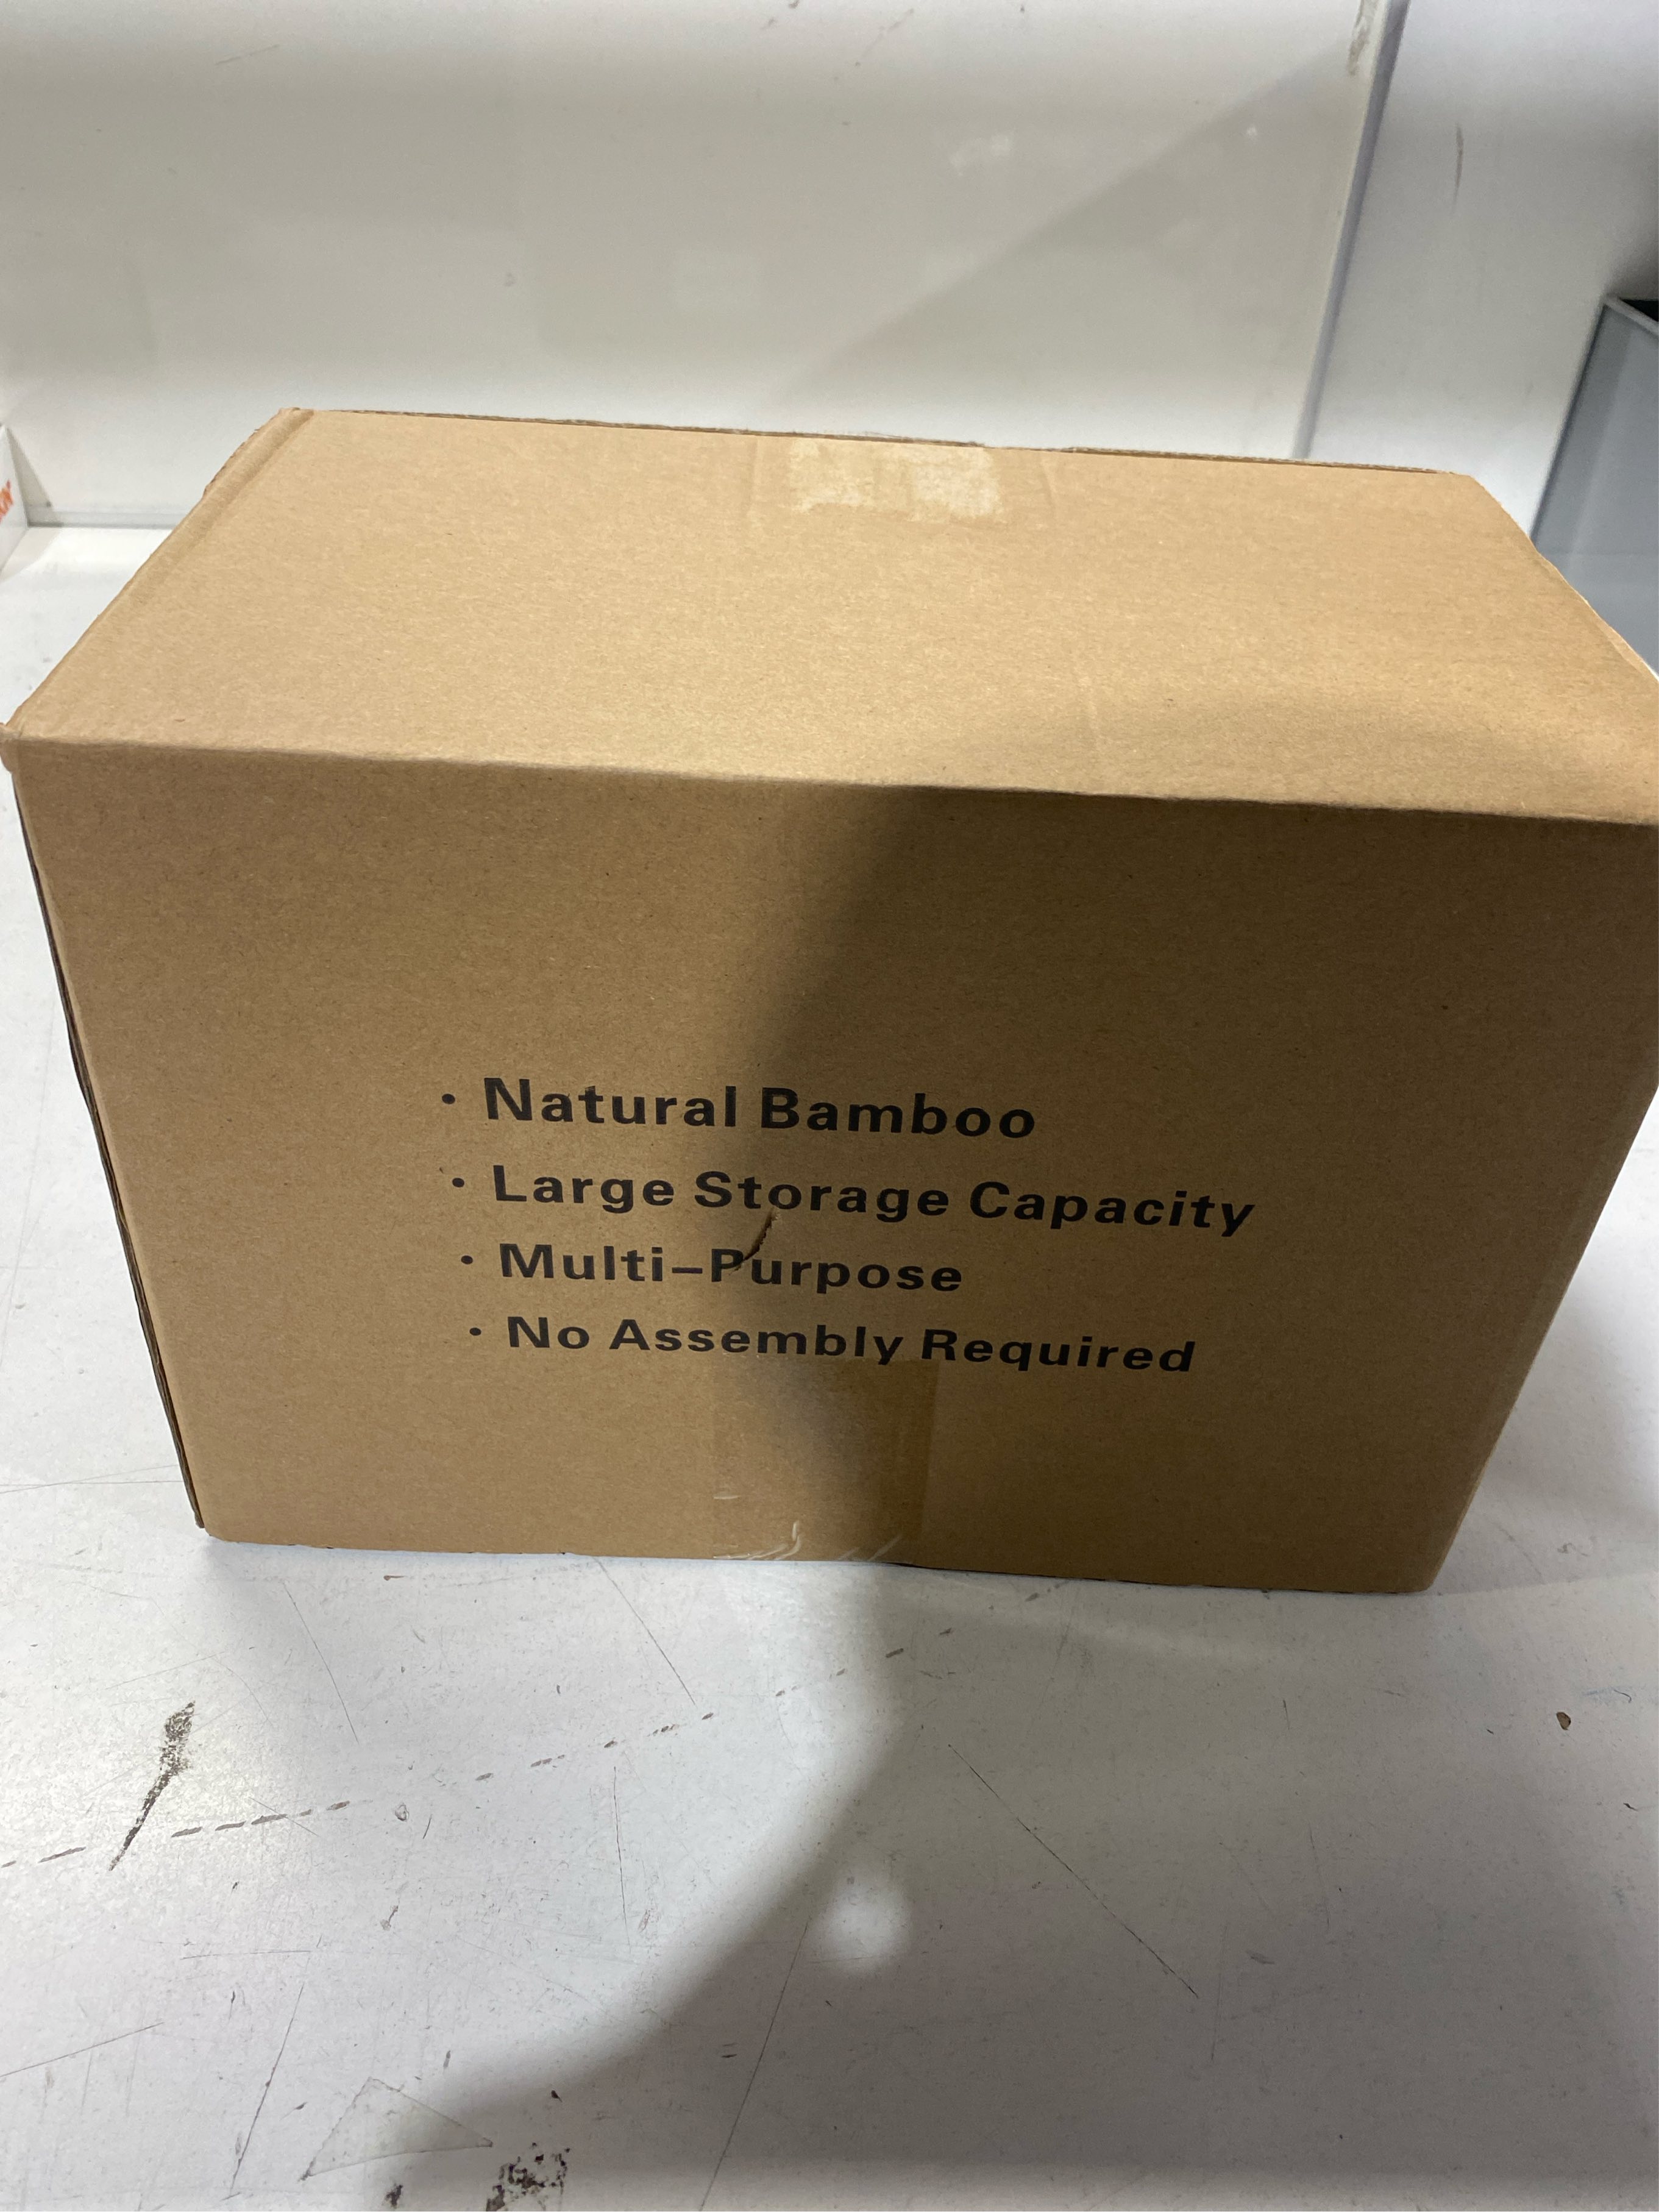 · Natural Bamboo
· Large Storage Capacity
· Multi-Purpose
· No Assembly Required